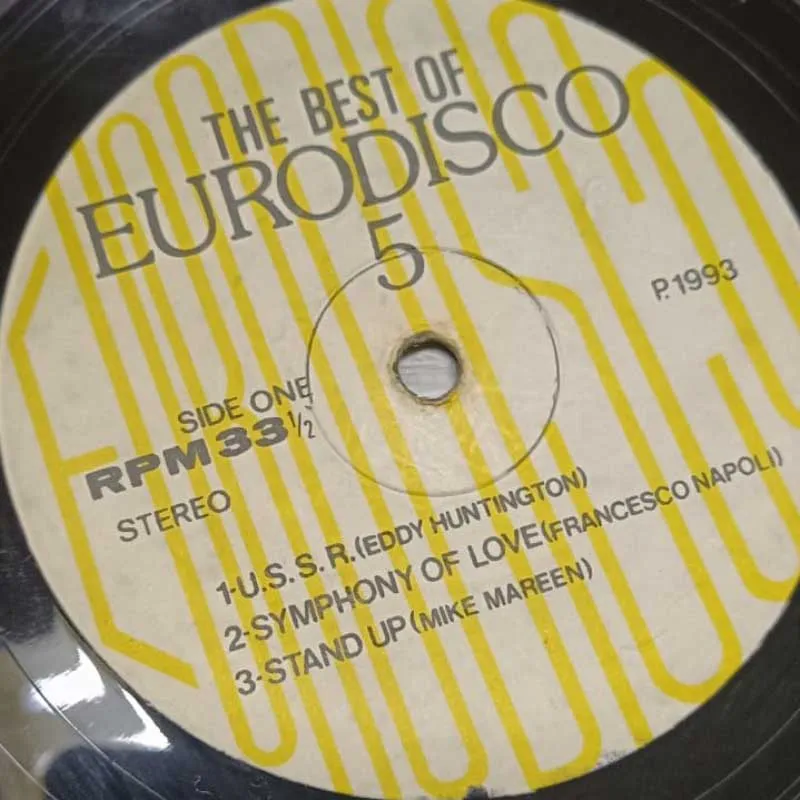 THE BEST OF
EURODISCO
5
P.1993
SIDE ONE
RPM 33 1/2
STEREO
1-U.S.S.R.(EDDY HUNTINGTON)
2-SYMPHONY OF LOVE(FRANCESCO NAPOLI))
3-STAND UP(MIKE MAREEN)